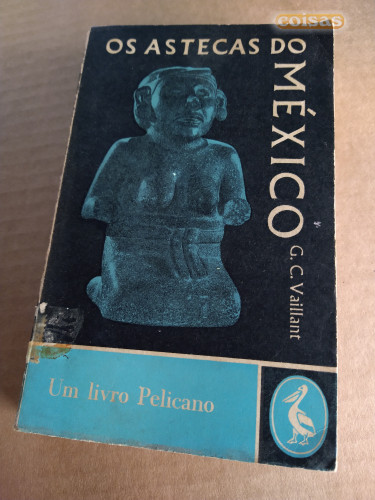 coisas
OS ASTECAS DO
MÉXICO
G. C. Vaillant
Um livro Pelicano